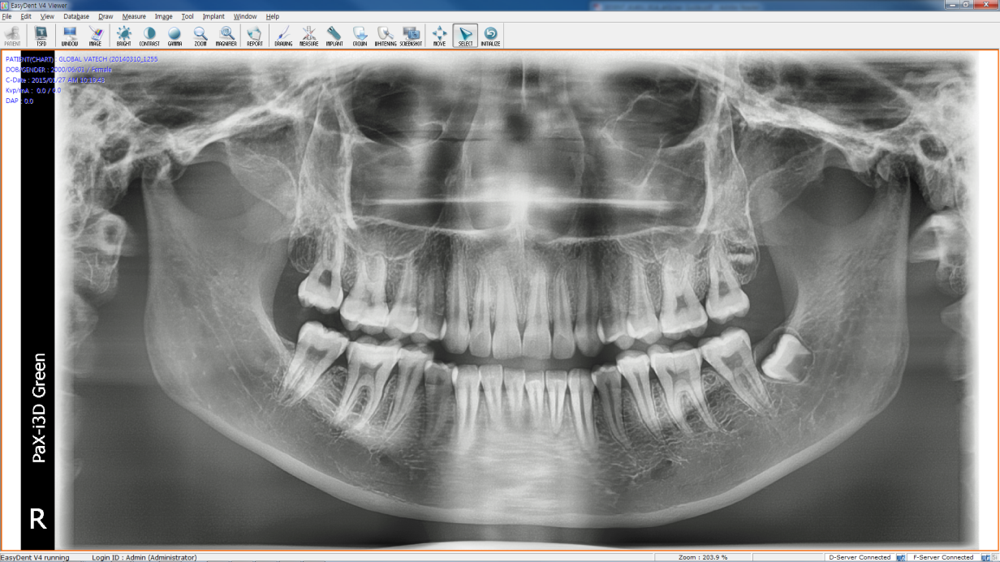 EasyDent V4 Viewer
File Edit View Database Draw Measure Image Tool Implant Window Help
PATIENT TSFD WINDOW IMAGE BRIGHT CONTRAST GAMMA ZOOM MAGNIFIER REPORT DRAWING MEASURE IMPLANT CROWN WHITENING SCREENSHOT MOVE SELECT INITIALIZE
PATIENT(CHART) : GLOBAL VATECH (20140310_1255
DOB/GENDER : 2000/06/01 / Female
C-Date : 2015/01/27 AM 10:19:43
Kvp/mA : 0.0 / 0.0
DAP : 0.0
PaX-i3D Green
R
EasyDent V4 running Login ID : Admin (Administrator) Zoom : 203.9 % D-Server Connected F-Server Connected